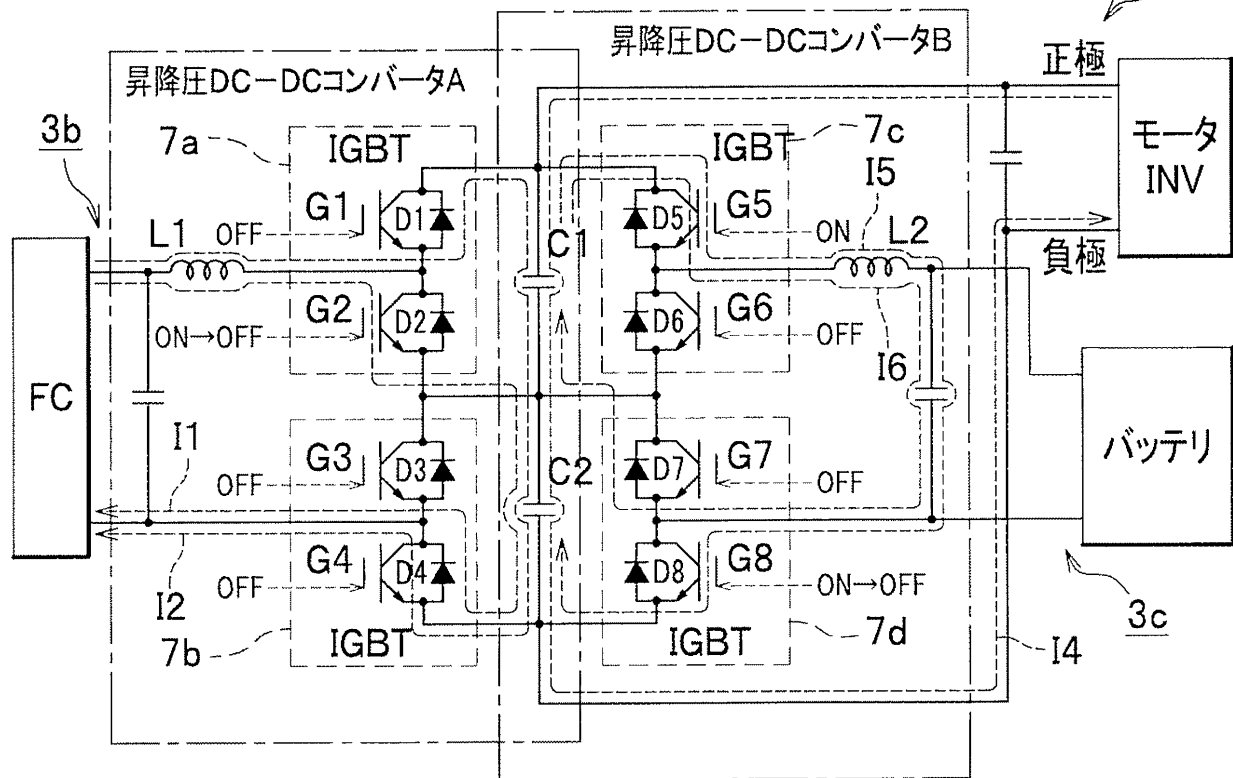 昇降圧DC-DCコンバータB
昇降圧DC-DCコンバータA
正極
3b
7a
IGBT
IGBT
7c
モータ
INV
I5
G1
D1
D5
G5
L1
OFF
C1
ON
L2
負極
G2
D2
D6
G6
ON→OFF
OFF
I6
FC
I1
G3
D3
C2
D7
G7
バッテリ
OFF
OFF
G4
D4
D8
G8
OFF
ON→OFF
I2
IGBT
IGBT
7b
7d
I4
3c